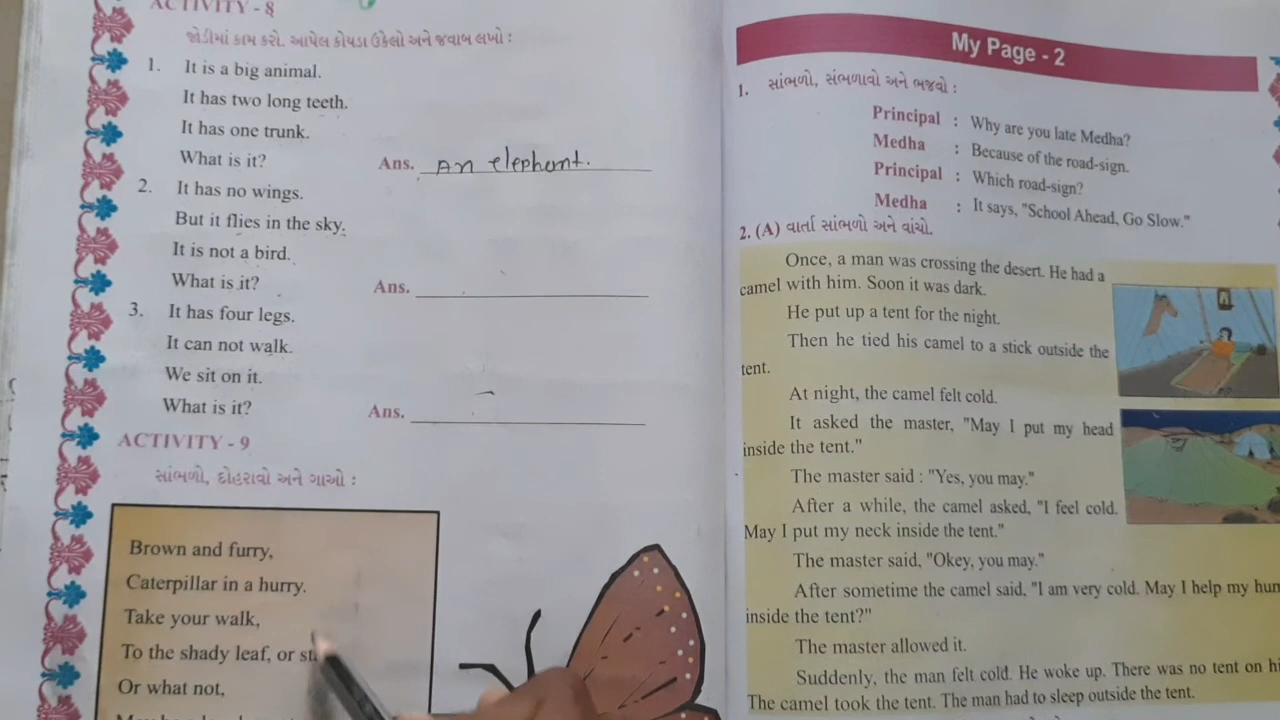 ACTIVITY - 8
જોડીમાં કામ કરો. આપેલ કોયડા ઉકેલો અને જવાબ લખો :
1. It is a big animal.
It has two long teeth.
It has one trunk.
What is it? Ans. An elephant.
2. It has no wings.
But it flies in the sky.
It is not a bird.
What is it? Ans.
3. It has four legs.
It can not walk.
We sit on it.
What is it? Ans.
ACTIVITY - 9
સાંભળો, દોહરાવો અને ગાઓ :
Brown and furry,
Caterpillar in a hurry.
Take your walk,
To the shady leaf, or
Or what not,
My Page - 2
1. સાંભળો, સંભળાવો અને ભજવો :
Principal : Why are you late Medha?
Medha : Because of the road-sign.
Principal : Which road-sign?
Medha : It says, "School Ahead, Go Slow."
2. (A) વાર્તા સાંભળો અને વાંચો.
Once, a man was crossing the desert. He had a
camel with him. Soon it was dark.
He put up a tent for the night.
Then he tied his camel to a stick outside the
tent.
At night, the camel felt cold.
It asked the master, "May I put my head
inside the tent."
The master said : "Yes, you may."
After a while, the camel asked, "I feel cold.
May I put my neck inside the tent."
The master said, "Okey, you may."
After sometime the camel said, "I am very cold. May I help my
inside the tent?"
The master allowed it.
Suddenly, the man felt cold. He woke up. There was no tent on
The camel took the tent. The man had to sleep outside the tent.